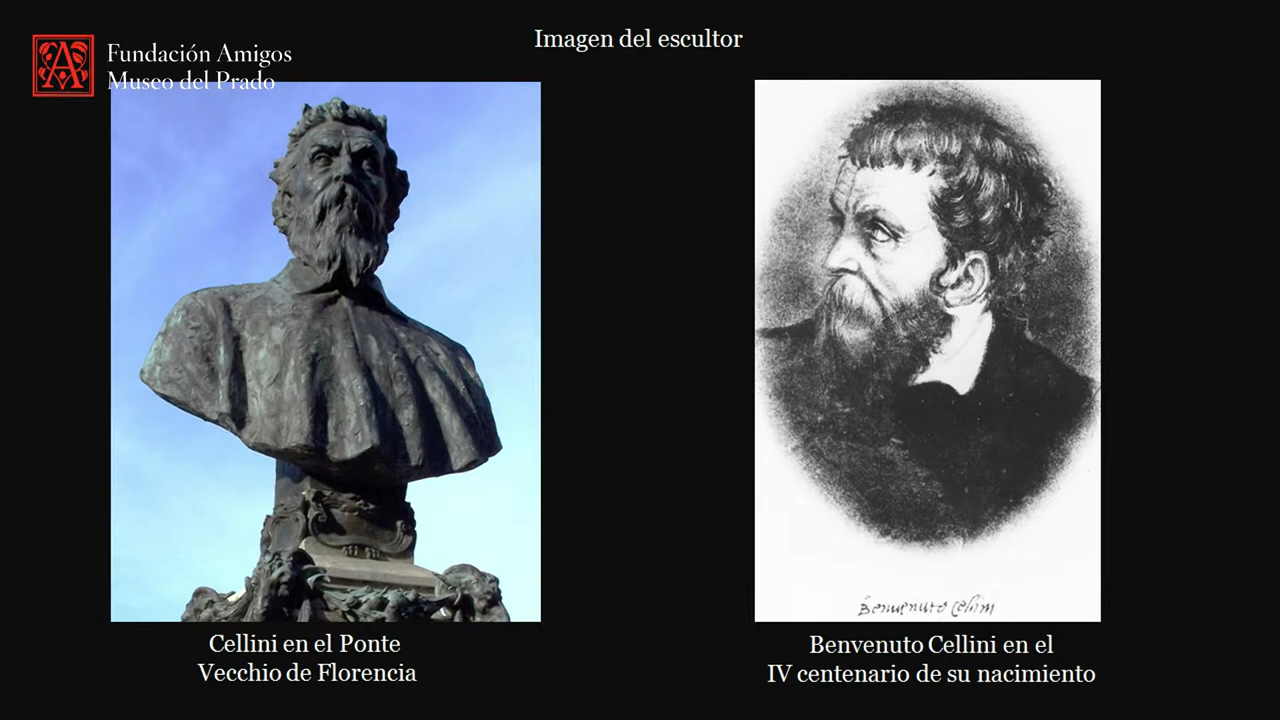 Imagen del escultor
Fundación Amigos
Museo del Prado
Benvenuto Cellini
Cellini en el Ponte
Vecchio de Florencia
Benvenuto Cellini en el
IV centenario de su nacimiento